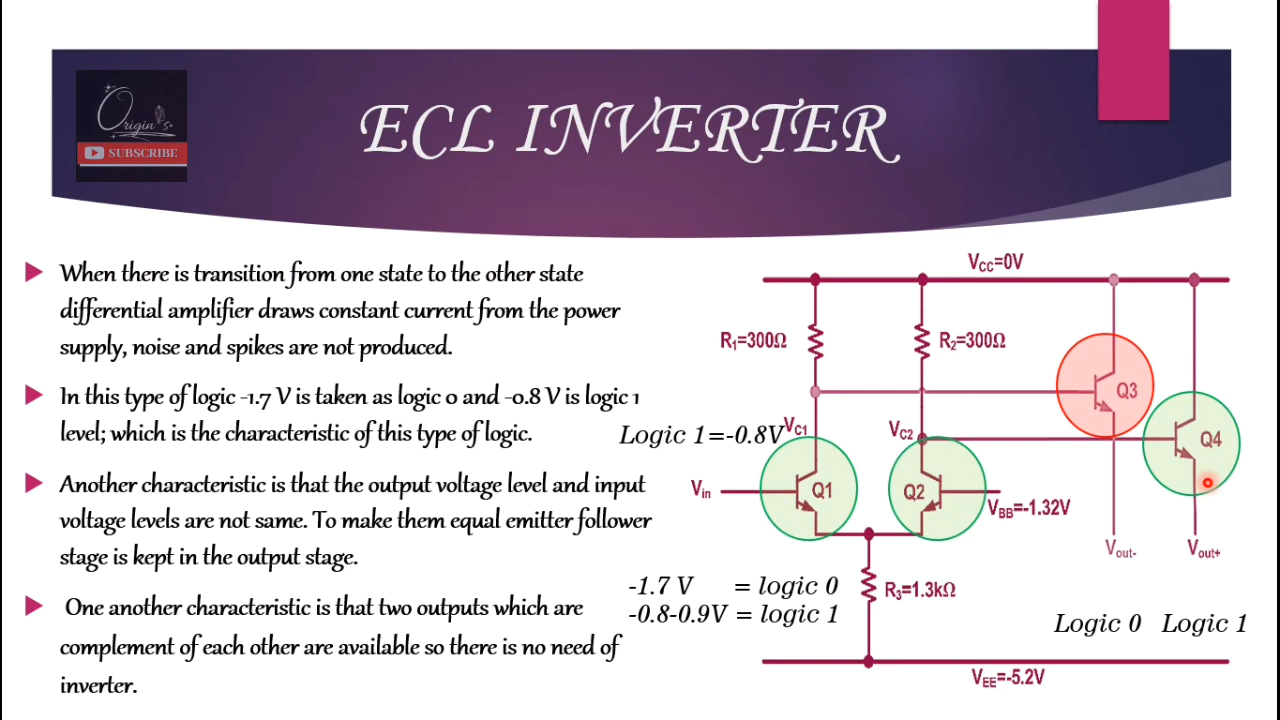 Origin's
SUBSCRIBE
ECL INVERTER
When there is transition from one state to the other state
differential amplifier draws constant current from the power
supply, noise and spikes are not produced.
In this type of logic -1.7 V is taken as logic 0 and -0.8 V is logic 1
level; which is the characteristic of this type of logic.
Another characteristic is that the output voltage level and input
voltage levels are not same. To make them equal emitter follower
stage is kept in the output stage.
One another characteristic is that two outputs which are
complement of each other are available so there is no need of
inverter.
VCC=0V
R1=300Ω
R2=300Ω
Q3
Logic 1=-0.8V
VC1
VC2
Q4
Vin
Q1
Q2
VBB=-1.32V
Vout-
Vout+
-1.7 V = logic 0
-0.8-0.9V = logic 1
R3=1.3kΩ
Logic 0 Logic 1
VEE=-5.2V